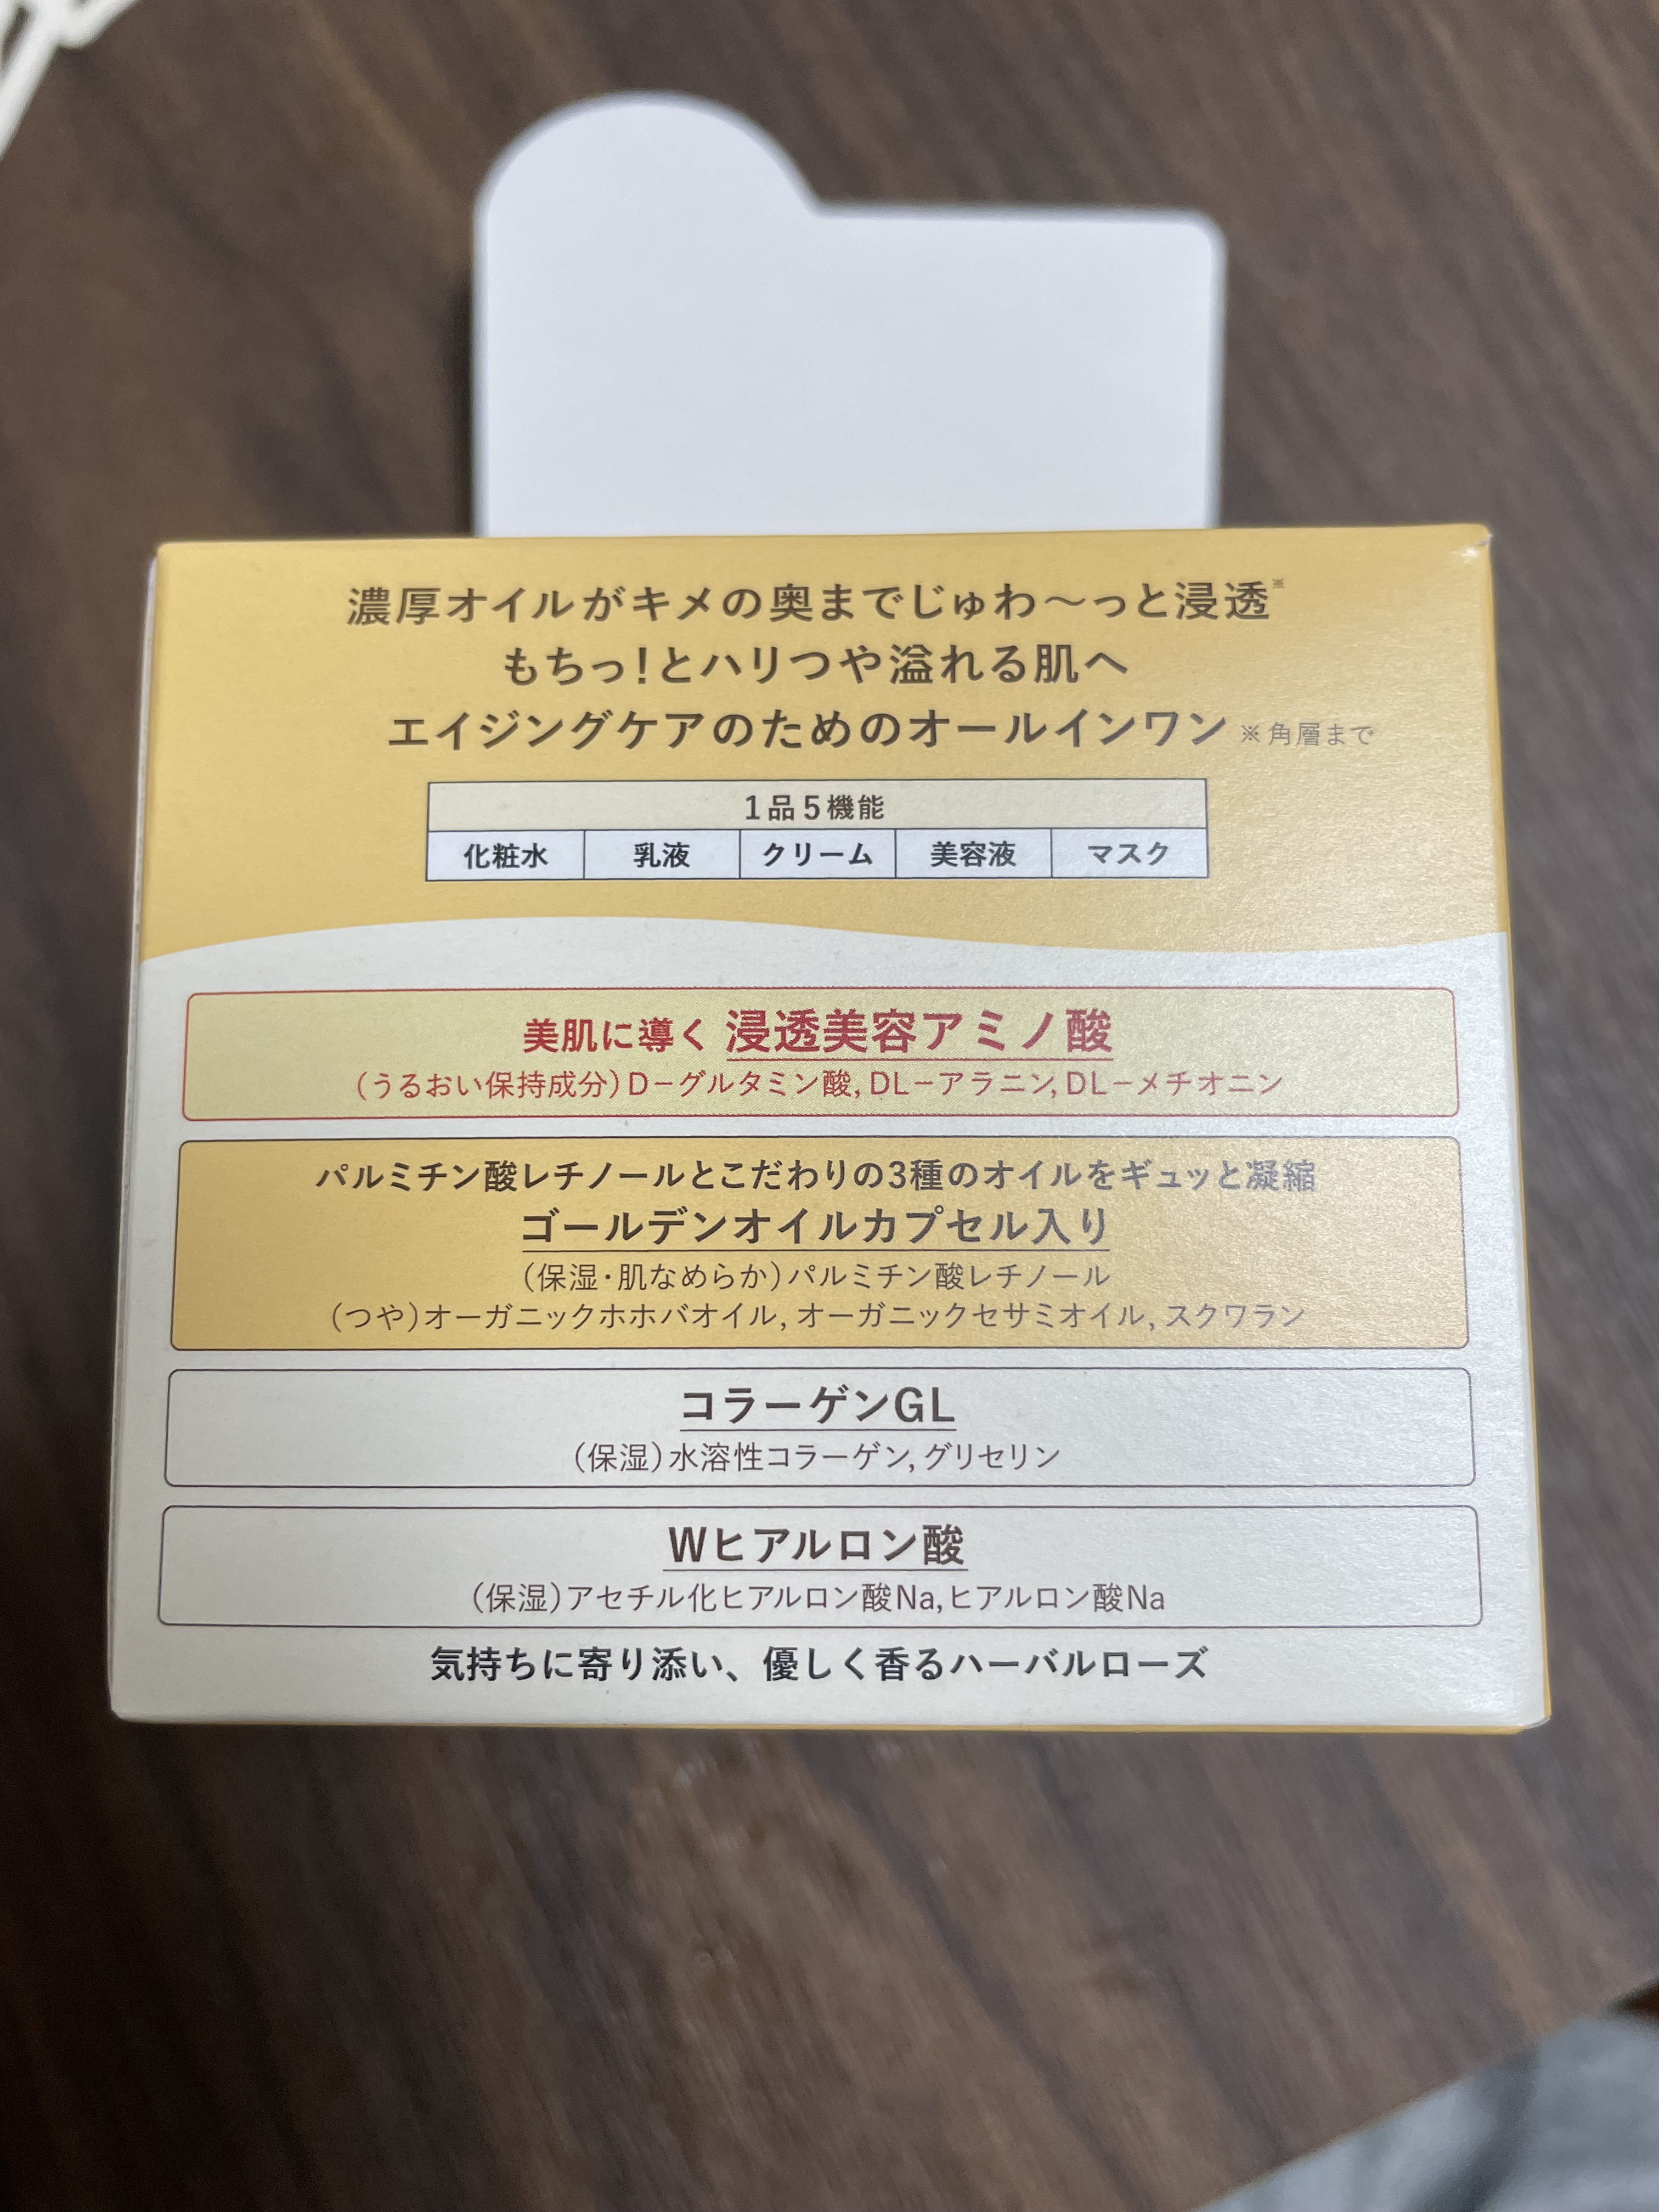 濃厚オイルがキメの奥までじゅわ〜っと浸透※
もちっ!とハリつや溢れる肌へ
エイジングケアのためのオールインワン ※角層まで
1品5機能
化粧水 乳液 クリーム 美容液 マスク
美肌に導く 浸透美容アミノ酸
(うるおい保持成分)D−グルタミン酸,DL−アラニン,DL−メチオニン
パルミチン酸レチノールとこだわりの3種のオイルをギュッと凝縮
ゴールデンオイルカプセル入り
(保湿・肌なめらか)パルミチン酸レチノール
(つや)オーガニックホホバオイル,オーガニックセサミオイル,スクワラン
コラーゲンGL
(保湿)水溶性コラーゲン,グリセリン
Wヒアルロン酸
(保湿)アセチル化ヒアルロン酸Na,ヒアルロン酸Na
気持ちに寄り添い、優しく香るハーバルローズ